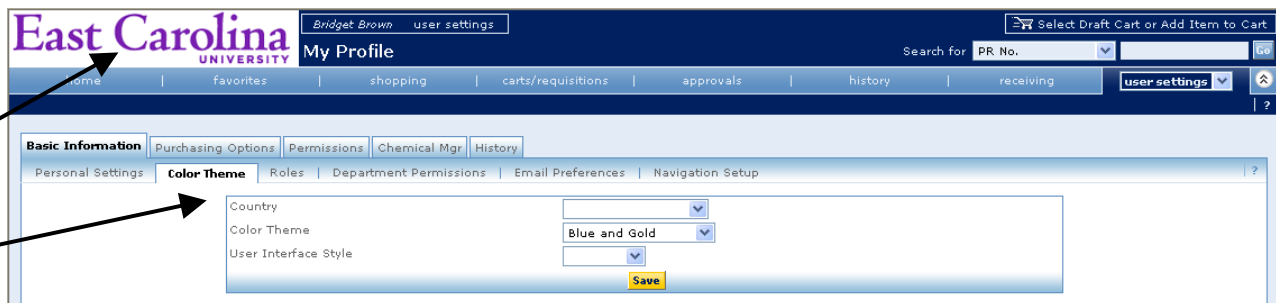 East Carolina
UNIVERSITY
Bridget Brown user settings
Select Draft Cart or Add Item to Cart
My Profile
Search for PR No. Go
home | favorites | shopping | carts/requisitions | approvals | history | receiving user settings
| ?
Basic Information Purchasing Options Permissions Chemical Mgr History
Personal Settings Color Theme Roles | Department Permissions | Email Preferences | Navigation Setup | ?
Country
Color Theme Blue and Gold
User Interface Style
Save